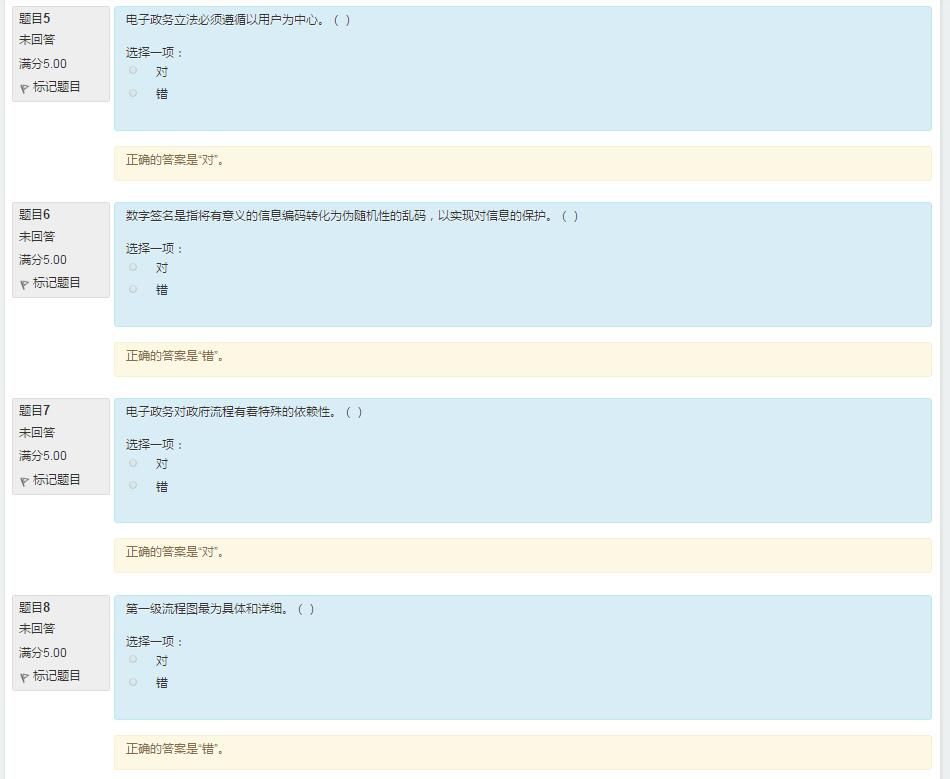 题目5
未回答
满分5.00
标记题目
电子政务立法必须遵循以用户为中心。（ ）
选择一项：
对
错
正确的答案是“对”。
题目6
未回答
满分5.00
标记题目
数字签名是指将有意义的信息编码转化为伪随机性的乱码，以实现对信息的保护。（ ）
选择一项：
对
错
正确的答案是“错”。
题目7
未回答
满分5.00
标记题目
电子政务对政府流程有着特殊的依赖性。（ ）
选择一项：
对
错
正确的答案是“对”。
题目8
未回答
满分5.00
标记题目
第一级流程图最为具体和详细。（ ）
选择一项：
对
错
正确的答案是“错”。